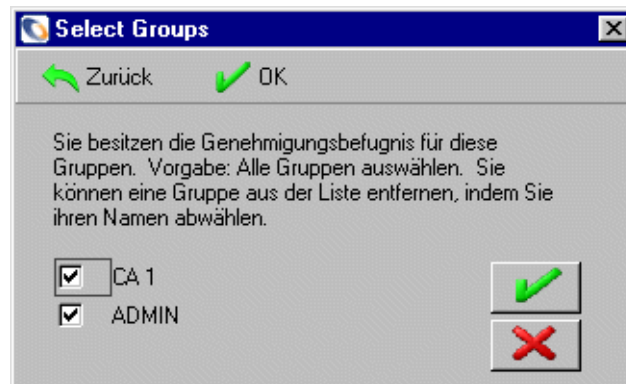 Select Groups
Zurück OK
Sie besitzen die Genehmigungsbefugnis für diese
Gruppen. Vorgabe: Alle Gruppen auswählen. Sie
können eine Gruppe aus der Liste entfernen, indem Sie
ihren Namen abwählen.
CA 1
ADMIN